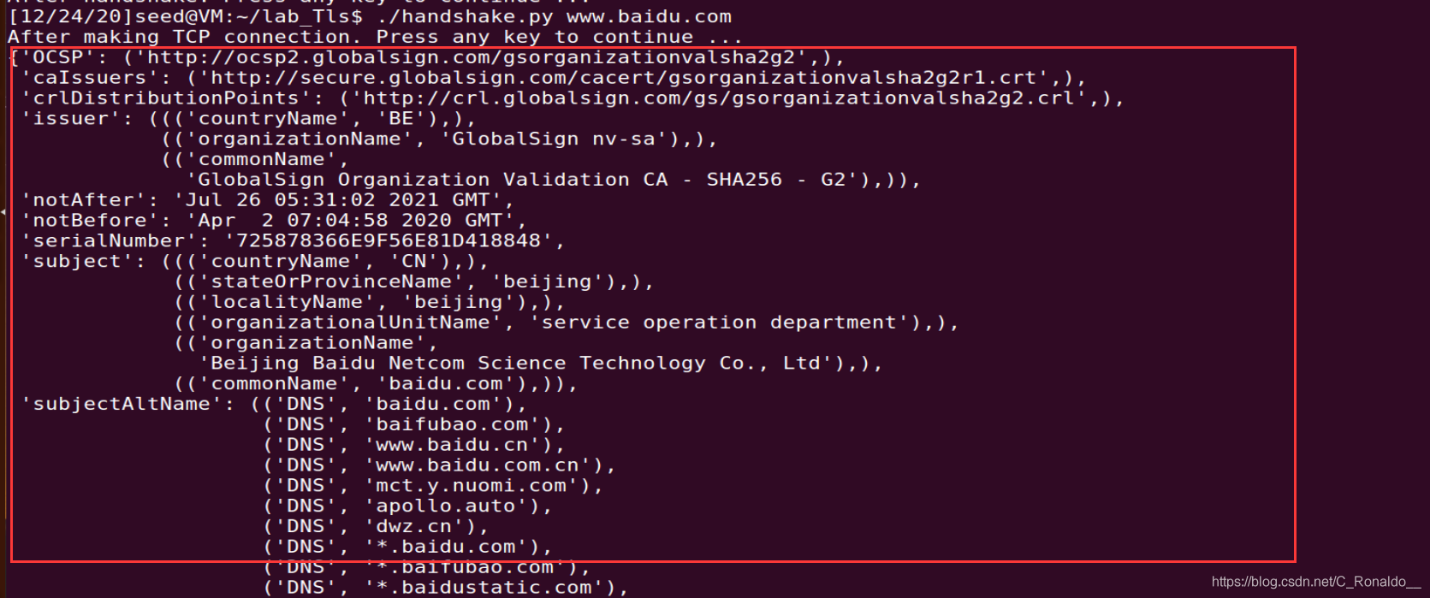 After handshake. Press any key to continue ...
[12/24/20]seed@VM:~/lab_Tls$ ./handshake.py www.baidu.com
After making TCP connection. Press any key to continue ...
{'OCSP': ('http://ocsp2.globalsign.com/gsorganizationvalsha2g2',),
 'caIssuers': ('http://secure.globalsign.com/cacert/gsorganizationvalsha2g2r1.crt',),
 'crlDistributionPoints': ('http://crl.globalsign.com/gs/gsorganizationvalsha2g2.crl',),
 'issuer': ((('countryName', 'BE'),),
            (('organizationName', 'GlobalSign nv-sa'),),
            (('commonName',
              'GlobalSign Organization Validation CA - SHA256 - G2'),)),
 'notAfter': 'Jul 26 05:31:02 2021 GMT',
 'notBefore': 'Apr  2 07:04:58 2020 GMT',
 'serialNumber': '725878366E9F56E81D418848',
 'subject': ((('countryName', 'CN'),),
             (('stateOrProvinceName', 'beijing'),),
             (('localityName', 'beijing'),),
             (('organizationalUnitName', 'service operation department'),),
             (('organizationName',
               'Beijing Baidu Netcom Science Technology Co., Ltd'),),
             (('commonName', 'baidu.com'),)),
 'subjectAltName': (('DNS', 'baidu.com'),
                    ('DNS', 'baifubao.com'),
                    ('DNS', 'www.baidu.cn'),
                    ('DNS', 'www.baidu.com.cn'),
                    ('DNS', 'mct.y.nuomi.com'),
                    ('DNS', 'apollo.auto'),
                    ('DNS', 'dwz.cn'),
                    ('DNS', '*.baidu.com'),
                    ('DNS', '*.baifubao.com'),
                    ('DNS', '*.baidustatic.com'),
https://blog.csdn.net/C_Ronaldo__